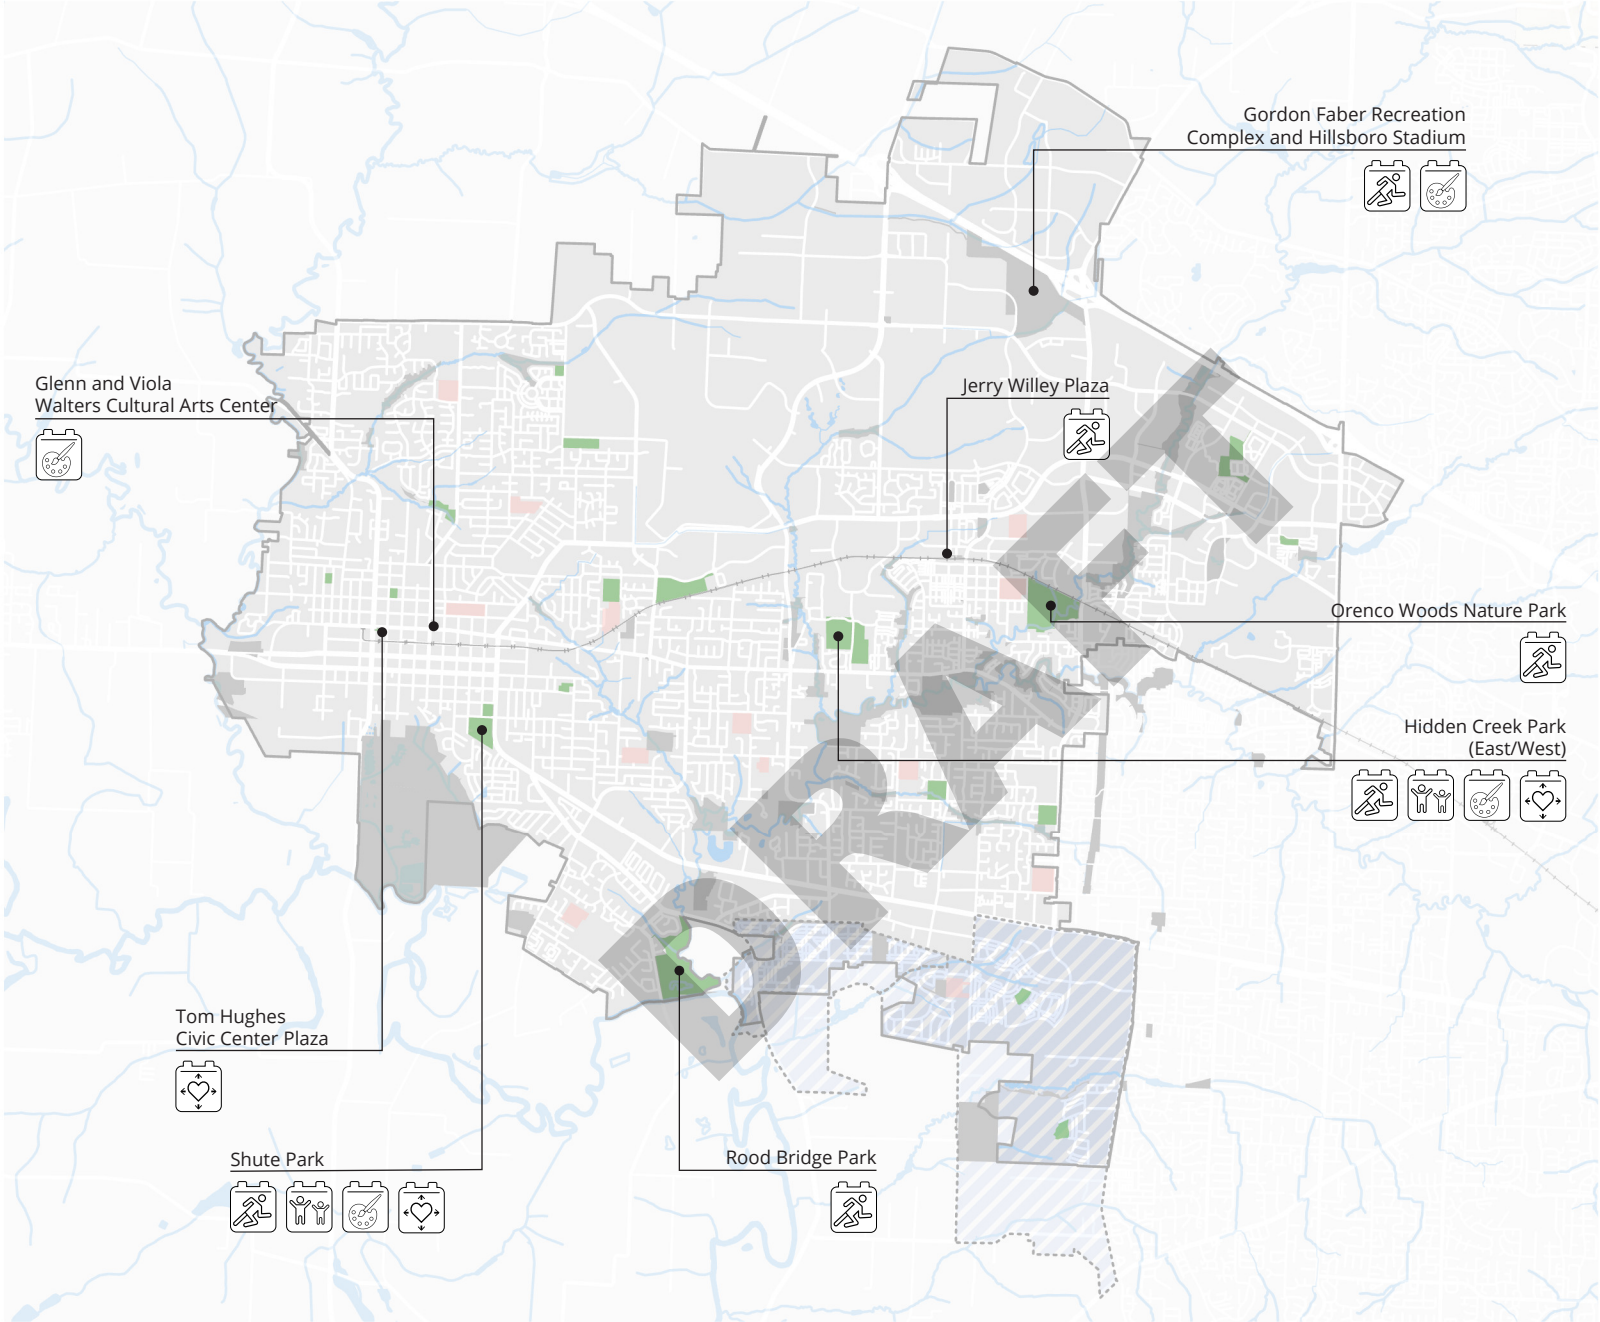 Gordon Faber Recreation
Complex and Hillsboro Stadium
Glenn and Viola
Walters Cultural Arts Center
Jerry Willey Plaza
Orenco Woods Nature Park
Hidden Creek Park
(East/West)
Tom Hughes
Civic Center Plaza
Shute Park
Rood Bridge Park
DRAFT